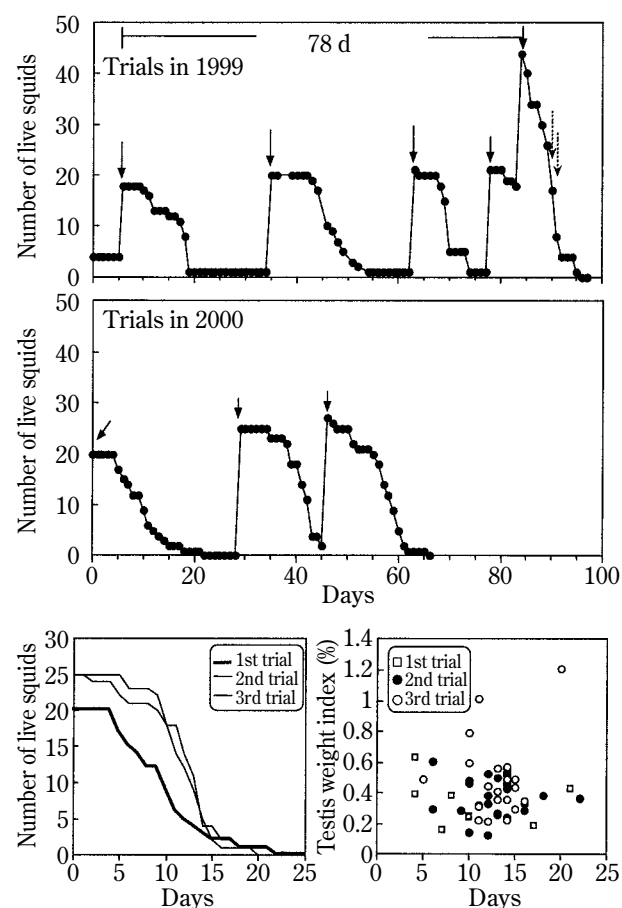 50
40
30
20
10
0
Number of live squids
Trials in 1999
78 d
50
40
30
20
10
0
Number of live squids
Trials in 2000
0 20 40 60 80 100
Days
30
25
20
15
10
5
0
Number of live squids
1st trial
2nd trial
3rd trial
0 5 10 15 20 25
Days
1.4
1.2
1
0.8
0.6
0.4
0.2
0
Testis weight index (%)
1st trial
2nd trial
3rd trial
0 5 10 15 20 25
Days